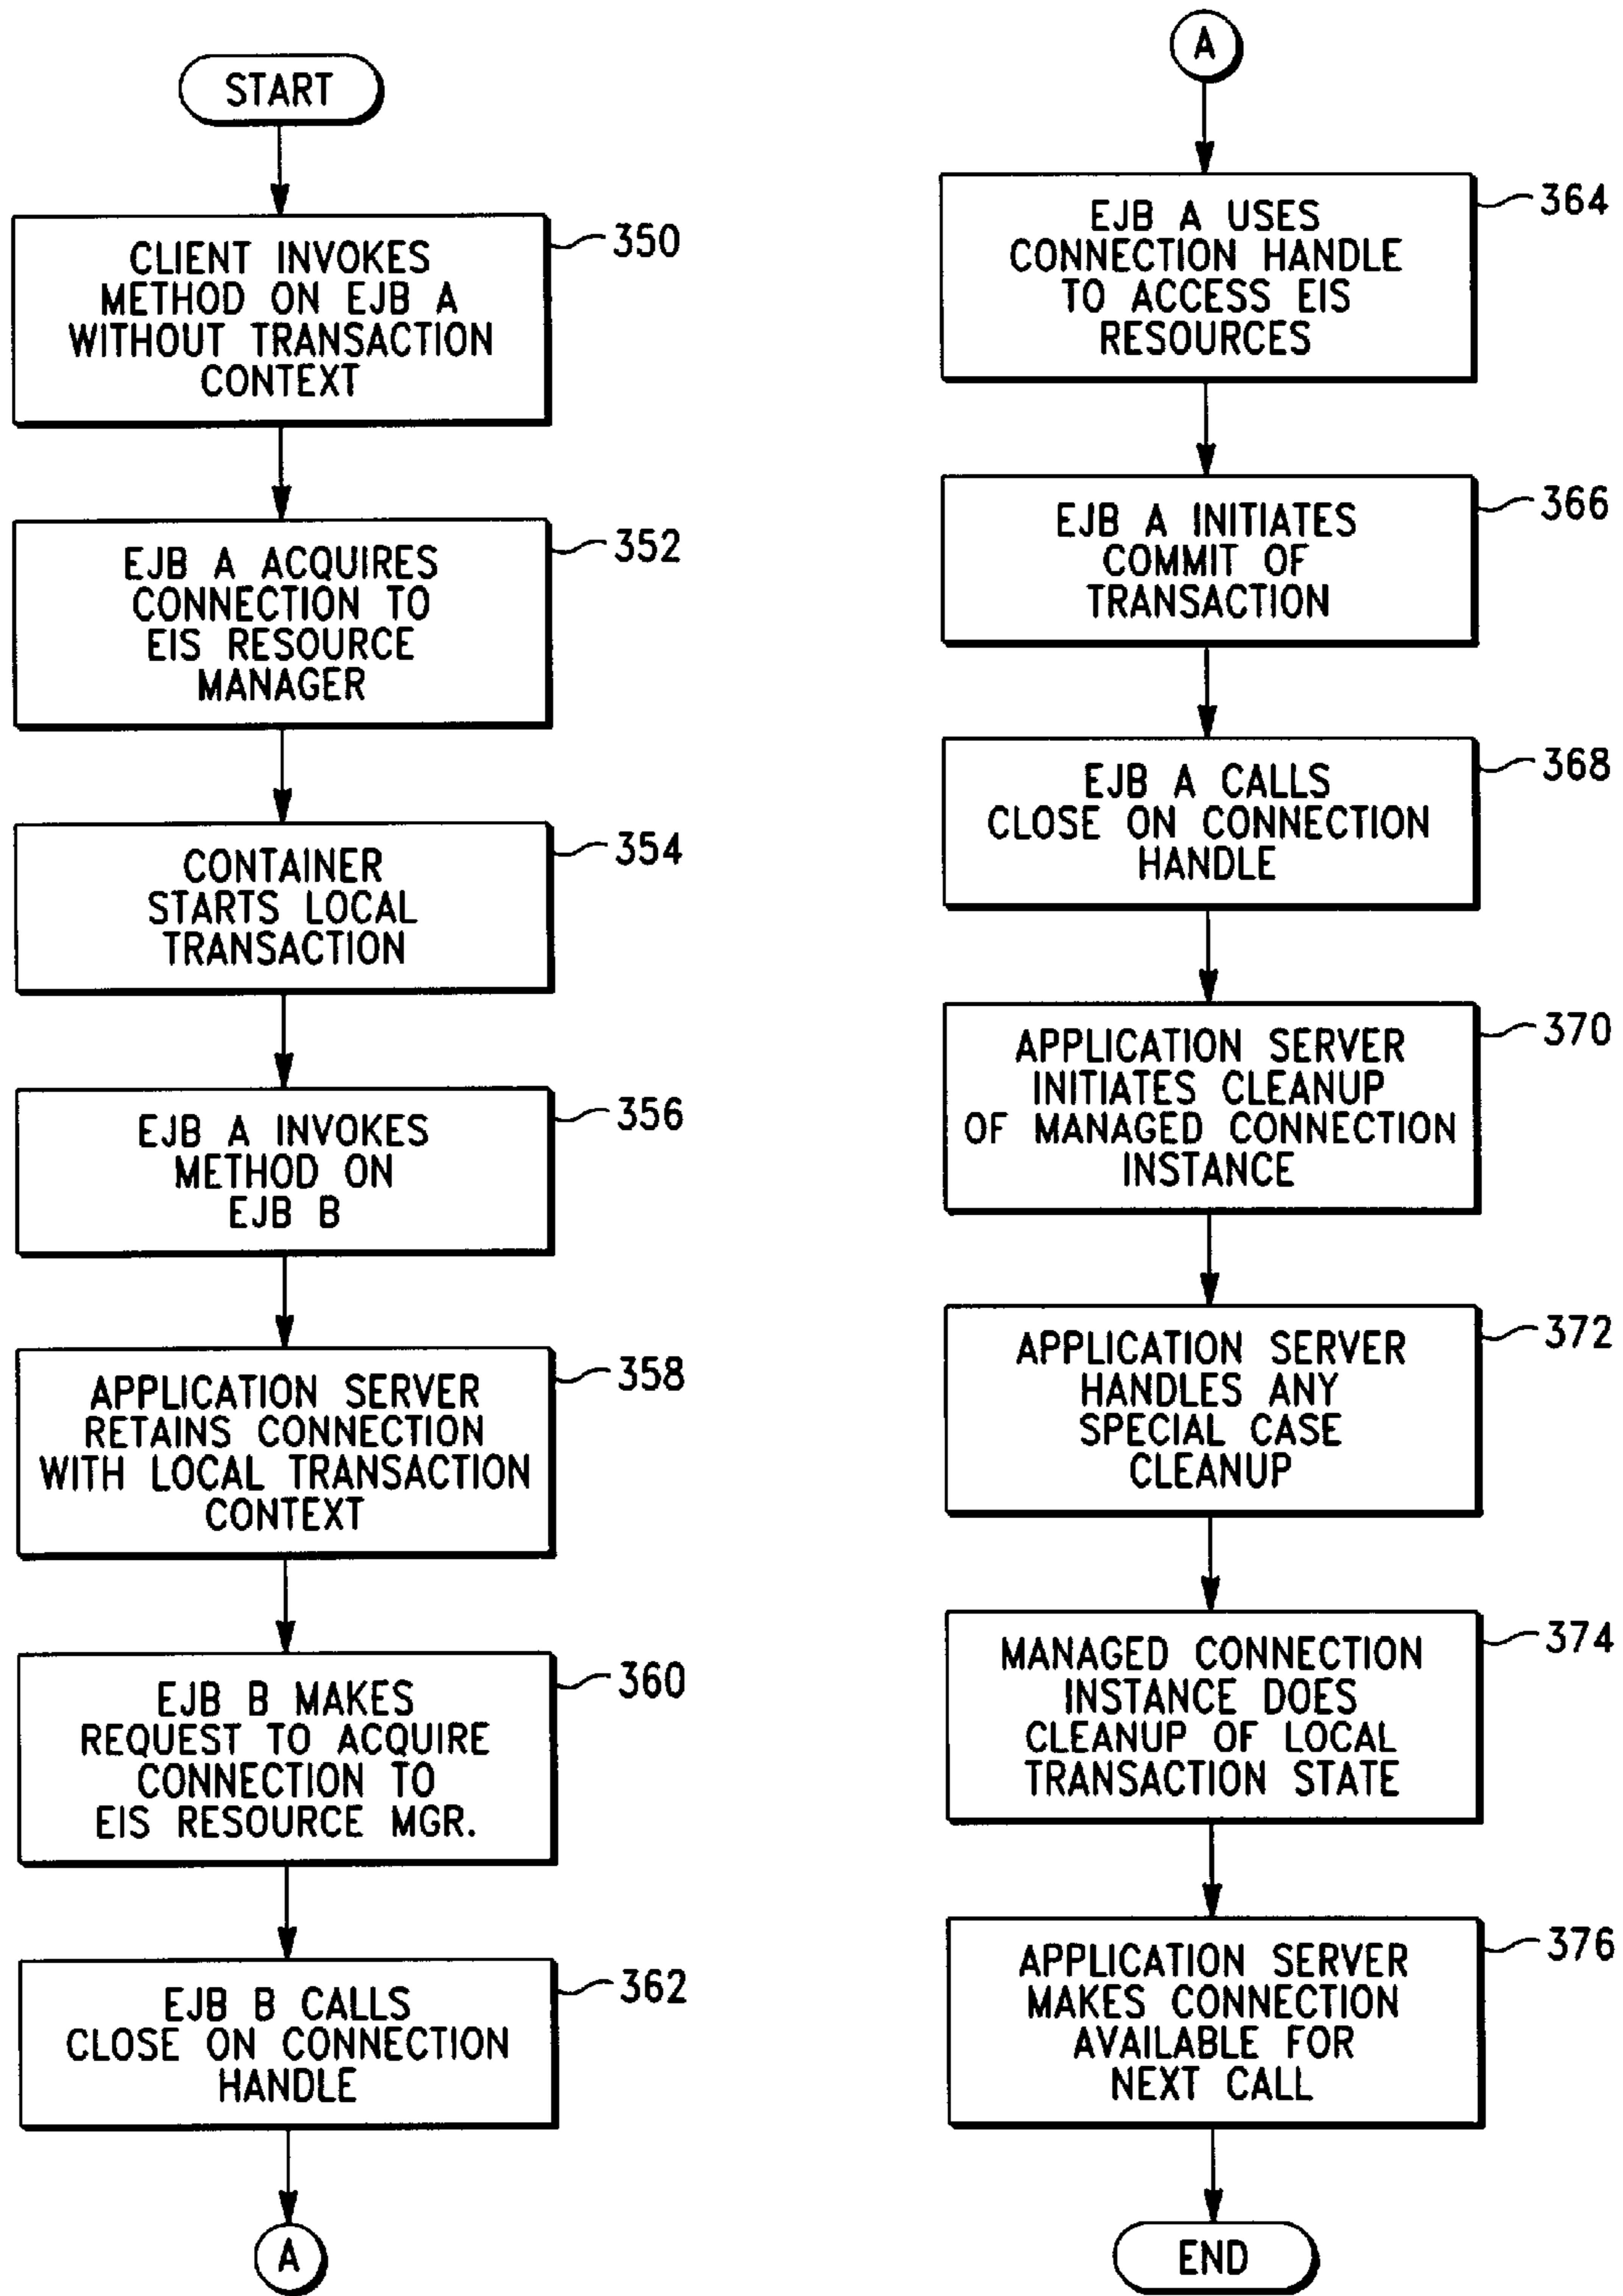 START
CLIENT INVOKES
METHOD ON EJB A
WITHOUT TRANSACTION
CONTEXT
350
EJB A ACQUIRES
CONNECTION TO
EIS RESOURCE
MANAGER
352
CONTAINER
STARTS LOCAL
TRANSACTION
354
EJB A INVOKES
METHOD ON
EJB B
356
APPLICATION SERVER
RETAINS CONNECTION
WITH LOCAL TRANSACTION
CONTEXT
358
EJB B MAKES
REQUEST TO ACQUIRE
CONNECTION TO
EIS RESOURCE MGR.
360
EJB B CALLS
CLOSE ON CONNECTION
HANDLE
362
A
A
EJB A USES
CONNECTION HANDLE
TO ACCESS EIS
RESOURCES
364
EJB A INITIATES
COMMIT OF
TRANSACTION
366
EJB A CALLS
CLOSE ON CONNECTION
HANDLE
368
APPLICATION SERVER
INITIATES CLEANUP
OF MANAGED CONNECTION
INSTANCE
370
APPLICATION SERVER
HANDLES ANY
SPECIAL CASE
CLEANUP
372
MANAGED CONNECTION
INSTANCE DOES
CLEANUP OF LOCAL
TRANSACTION STATE
374
APPLICATION SERVER
MAKES CONNECTION
AVAILABLE FOR
NEXT CALL
376
END